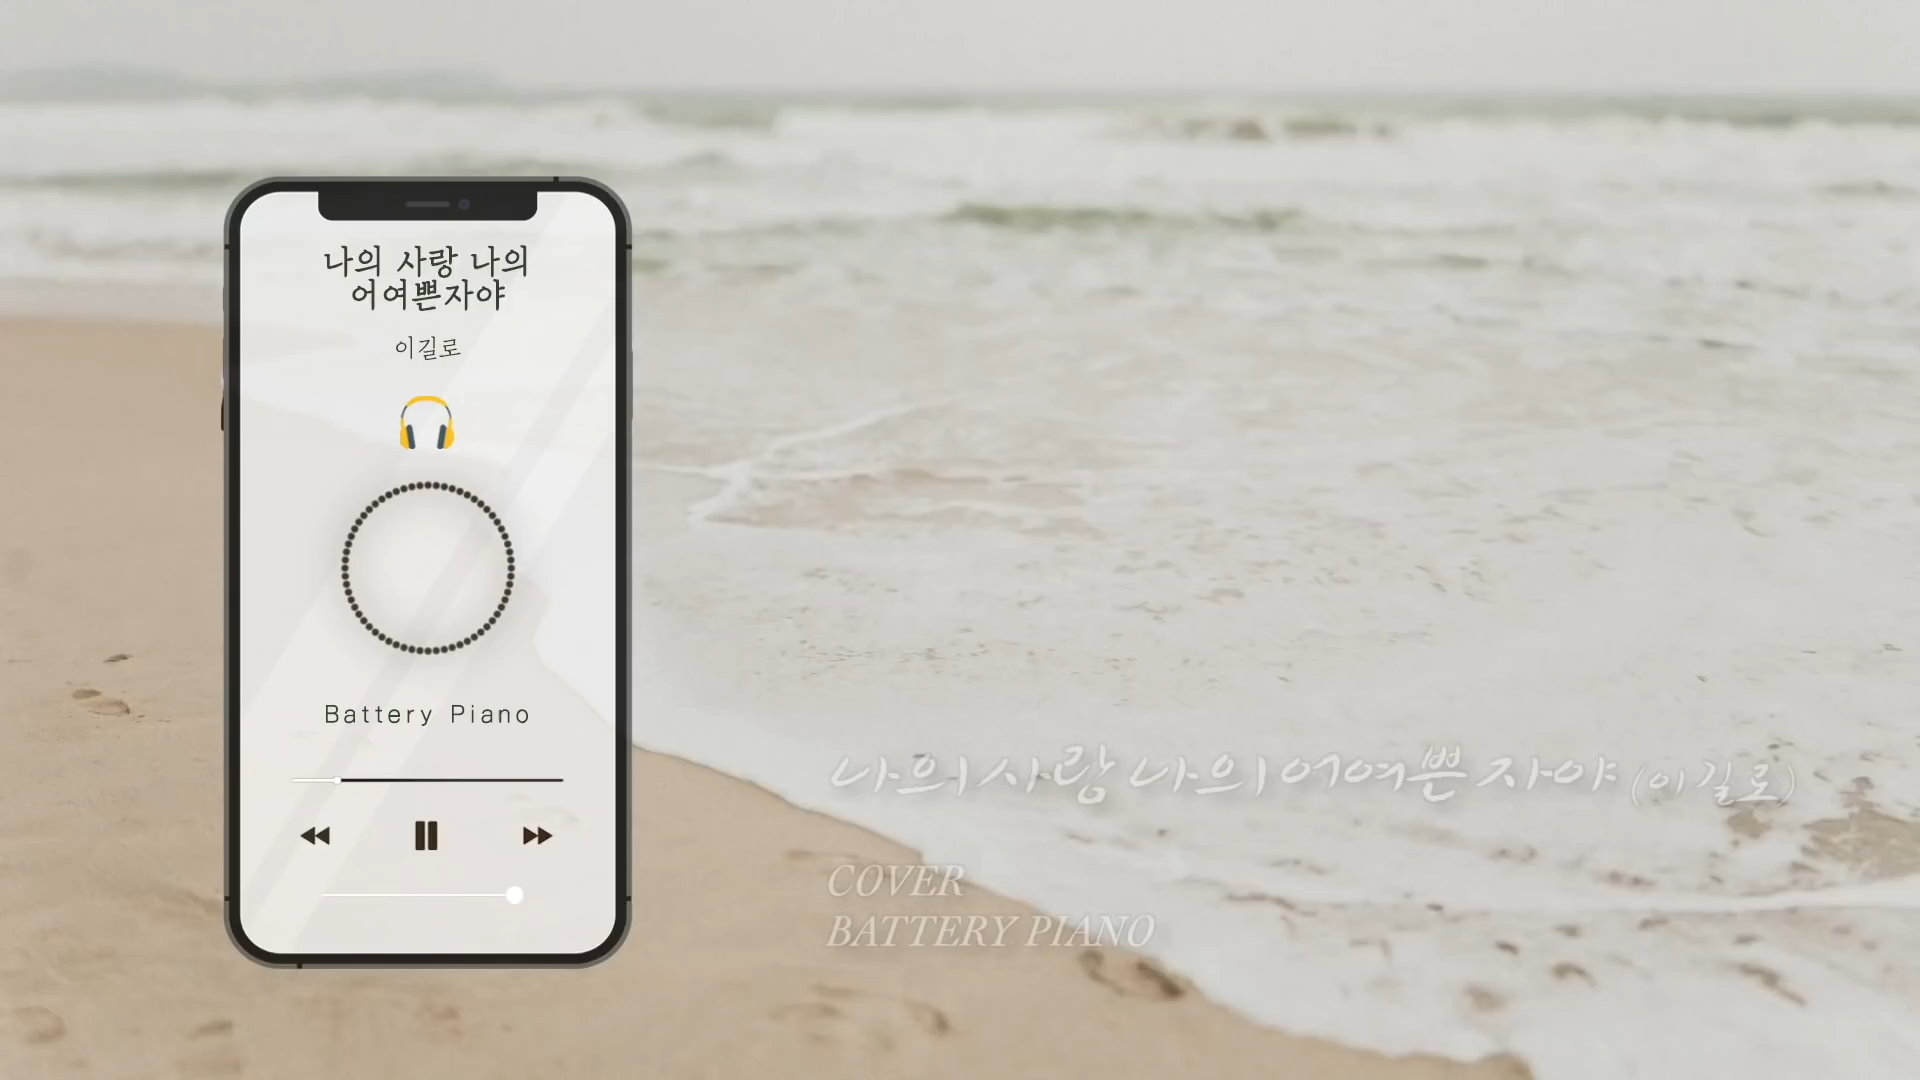 나의 사랑 나의
어여쁜자야
이길로
Battery Piano
나의 사랑 나의 어여쁜 자야 (이길로)
COVER
BATTERY PIANO